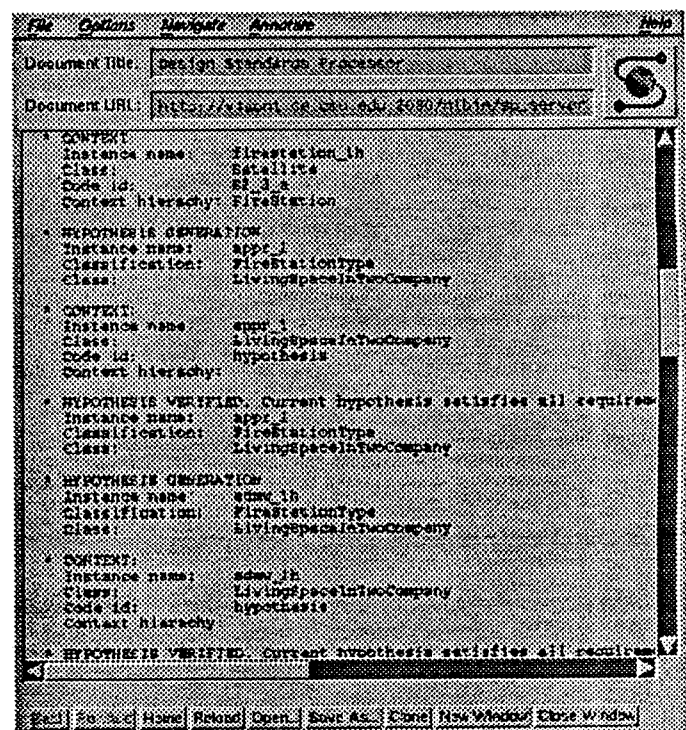 File Options Navigate Annotate Help
Document Title: Design Standards Processor
Document URL:
* CONTEXT
Instance name: firestation_1h
Class: Satellite
Code id:
Context hierachy: FireStation
* HYPOTHESIS GENERATION
Instance name: appr_1
Classification: FireStationType
Class: LivingSpaceInTwoCompany
* CONTEXT:
Instance name: appr_1
Class: LivingSpaceInTwoCompany
Code id: hypothesis
Context hierachy:
* HYPOTHESIS VERIFIED. Current hypothesis satisfies all requirem
Instance name: appr_1
Classification: FireStationType
Class: LivingSpaceInTwoCompany
* HYPOTHESIS GENERATION
Instance name
Classification: FireStationType
Class: LivingSpaceInTwoCompany
* CONTEXT:
Instance name:
Class: LivingSpaceInTwoCompany
Code id: hypothesis
Context hierachy
* HYPOTHESIS VERIFIED. Current hypothesis satisfies all requirem
Back Home Reload Open... Save As... Clone New Window Close Window